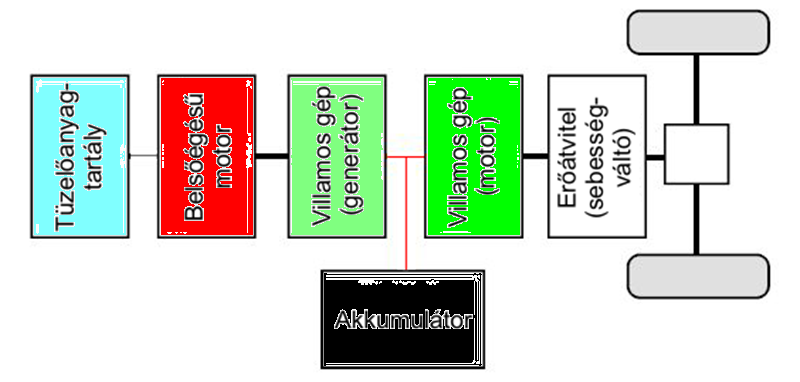 Tüzelőanyag-
tartály
Belsőégésű
motor
Villamos gép
(generátor)
Villamos gép
(motor)
Erőátvitel
(sebesség-
váltó)
Akkumulátor